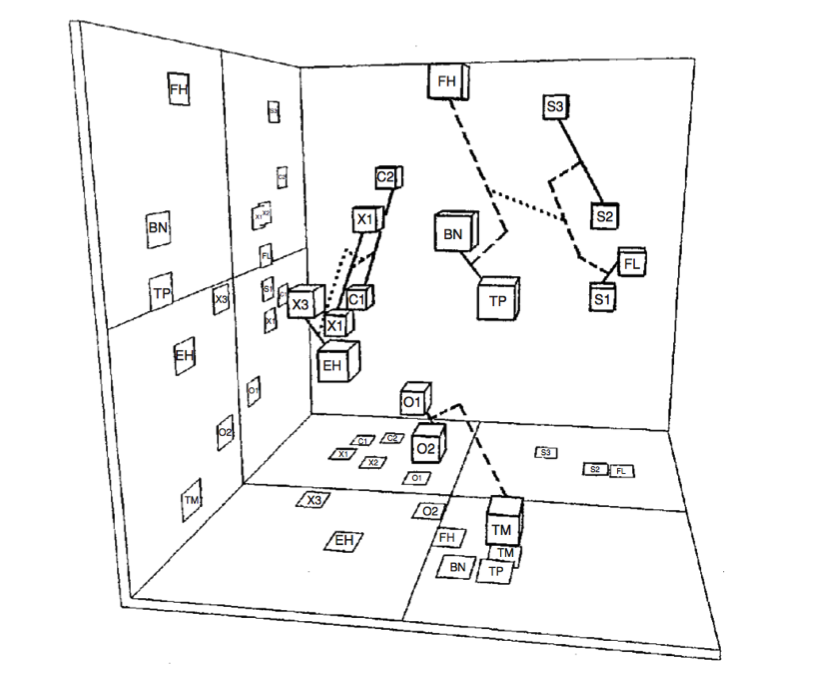 FH
FH
S3
C2
C2
X1
X2
X1
S2
BN
BN
FL
FL
TP
X3
S1
X3
C1
TP
S1
X1
X1
EH
EH
O1
O1
O2
C1
C2
O2
X1
X2
S3
S2
FL
O1
TM
X3
O2
TM
FH
EH
TM
BN
TP